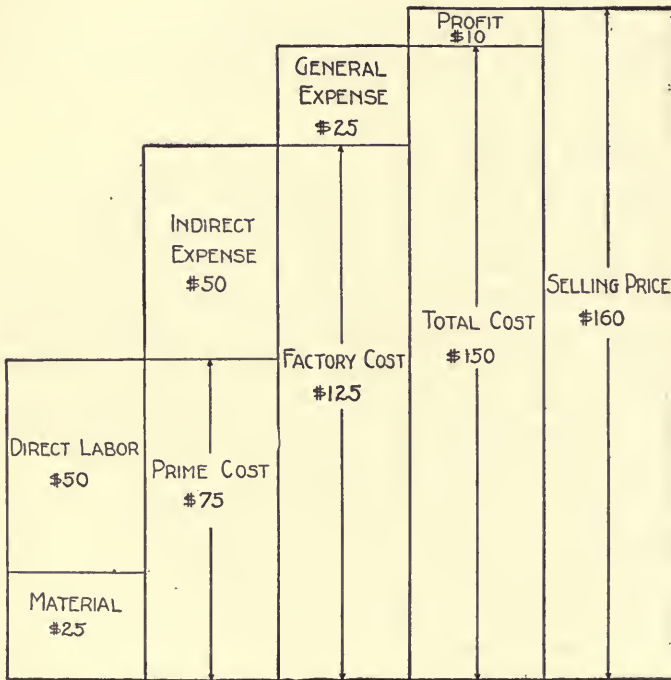 PROFIT
$10
GENERAL
EXPENSE
$25
INDIRECT
EXPENSE
$50
SELLING PRICE
$160
TOTAL COST
$150
FACTORY COST
$125
DIRECT LABOR
$50
PRIME COST
$75
MATERIAL
$25